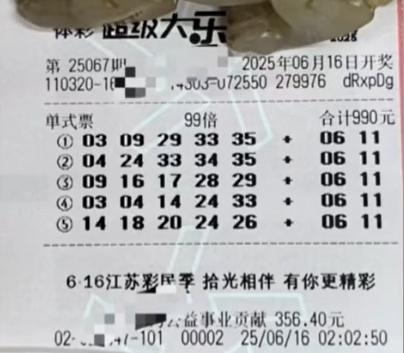 体彩 超级大乐
第 25067期 2025年06月16日开奖
110320-16 14303-072550 279976 dRxpDg
单式票 99倍 合计990元
① 03 09 29 33 35 + 06 11
② 04 24 33 34 35 + 06 11
③ 09 16 17 28 29 + 06 11
④ 03 04 14 24 33 + 06 11
⑤ 14 18 20 24 26 + 06 11
6·16江苏彩民季 拾光相伴 有你更精彩
公益事业贡献 356.40元
02- 47-101 00002 25/06/16 02:02:50